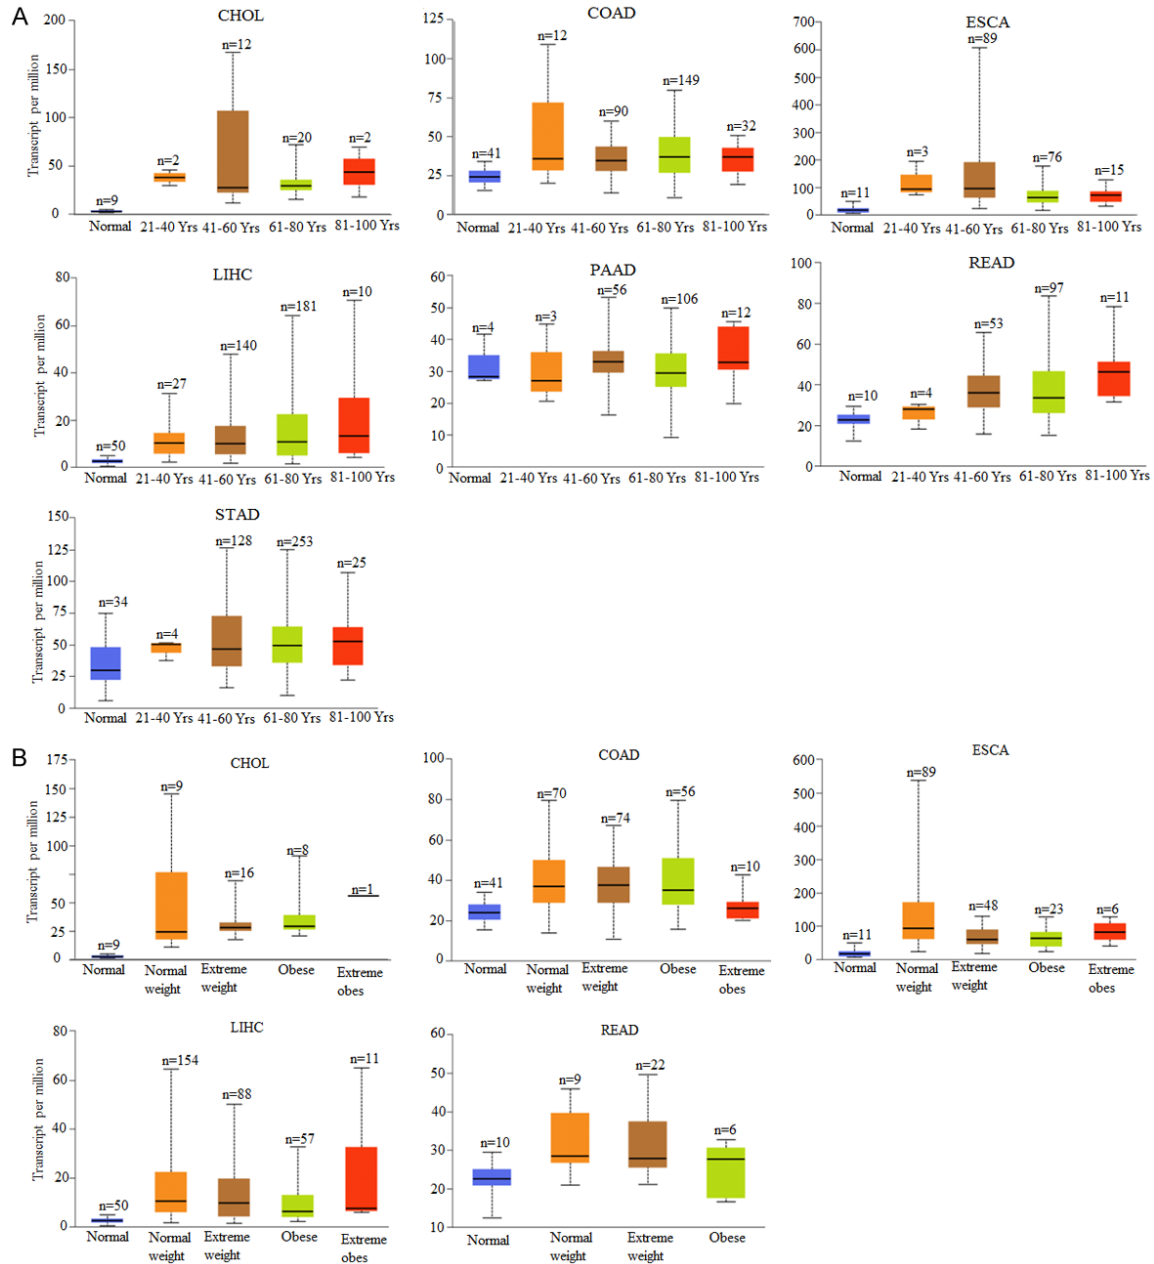 A
CHOL
200
150
100
50
0
Transcript per million
n=9
n=2
n=12
n=20
n=2
Normal 21-40 Yrs 41-60 Yrs 61-80 Yrs 81-100 Yrs
COAD
125
100
75
50
25
0
n=41
n=12
n=90
n=149
n=32
Normal 21-40 Yrs 41-60 Yrs 61-80 Yrs 81-100 Yrs
ESCA
700
600
500
400
300
200
100
0
n=11
n=3
n=89
n=76
n=15
Normal 21-40 Yrs 41-60 Yrs 61-80 Yrs 81-100 Yrs
LIHC
80
60
40
20
0
Transcript per million
n=50
n=27
n=140
n=181
n=10
Normal 21-40 Yrs 41-60 Yrs 61-80 Yrs 81-100 Yrs
PAAD
60
50
40
30
20
10
0
n=4
n=3
n=56
n=106
n=12
Normal 21-40 Yrs 41-60 Yrs 61-80 Yrs 81-100 Yrs
READ
100
80
60
40
20
0
n=10
n=4
n=53
n=97
n=11
Normal 21-40 Yrs 41-60 Yrs 61-80 Yrs 81-100 Yrs
STAD
150
125
100
75
50
25
0
Transcript per million
n=34
n=4
n=128
n=253
n=25
Normal 21-40 Yrs 41-60 Yrs 61-80 Yrs 81-100 Yrs
B
CHOL
175
150
125
100
50
25
0
Transcript per million
n=9
n=9
n=16
n=8
n=1
Normal Normal Extreme Obese Extreme
weight weight obes
COAD
100
80
60
40
20
0
n=41
n=70
n=74
n=56
n=10
Normal Normal Extreme Obese Extreme
weight weight obes
ESCA
600
500
400
300
200
100
0
n=11
n=89
n=48
n=23
n=6
Normal Normal Extreme Obese Extreme
weight weight obes
LIHC
80
60
40
20
0
Transcript per million
n=50
n=154
n=88
n=57
n=11
Normal Normal Extreme Obese Extreme
weight weight obes
READ
60
50
40
30
20
10
n=10
n=9
n=22
n=6
Normal Normal Extreme Obese
weight weight